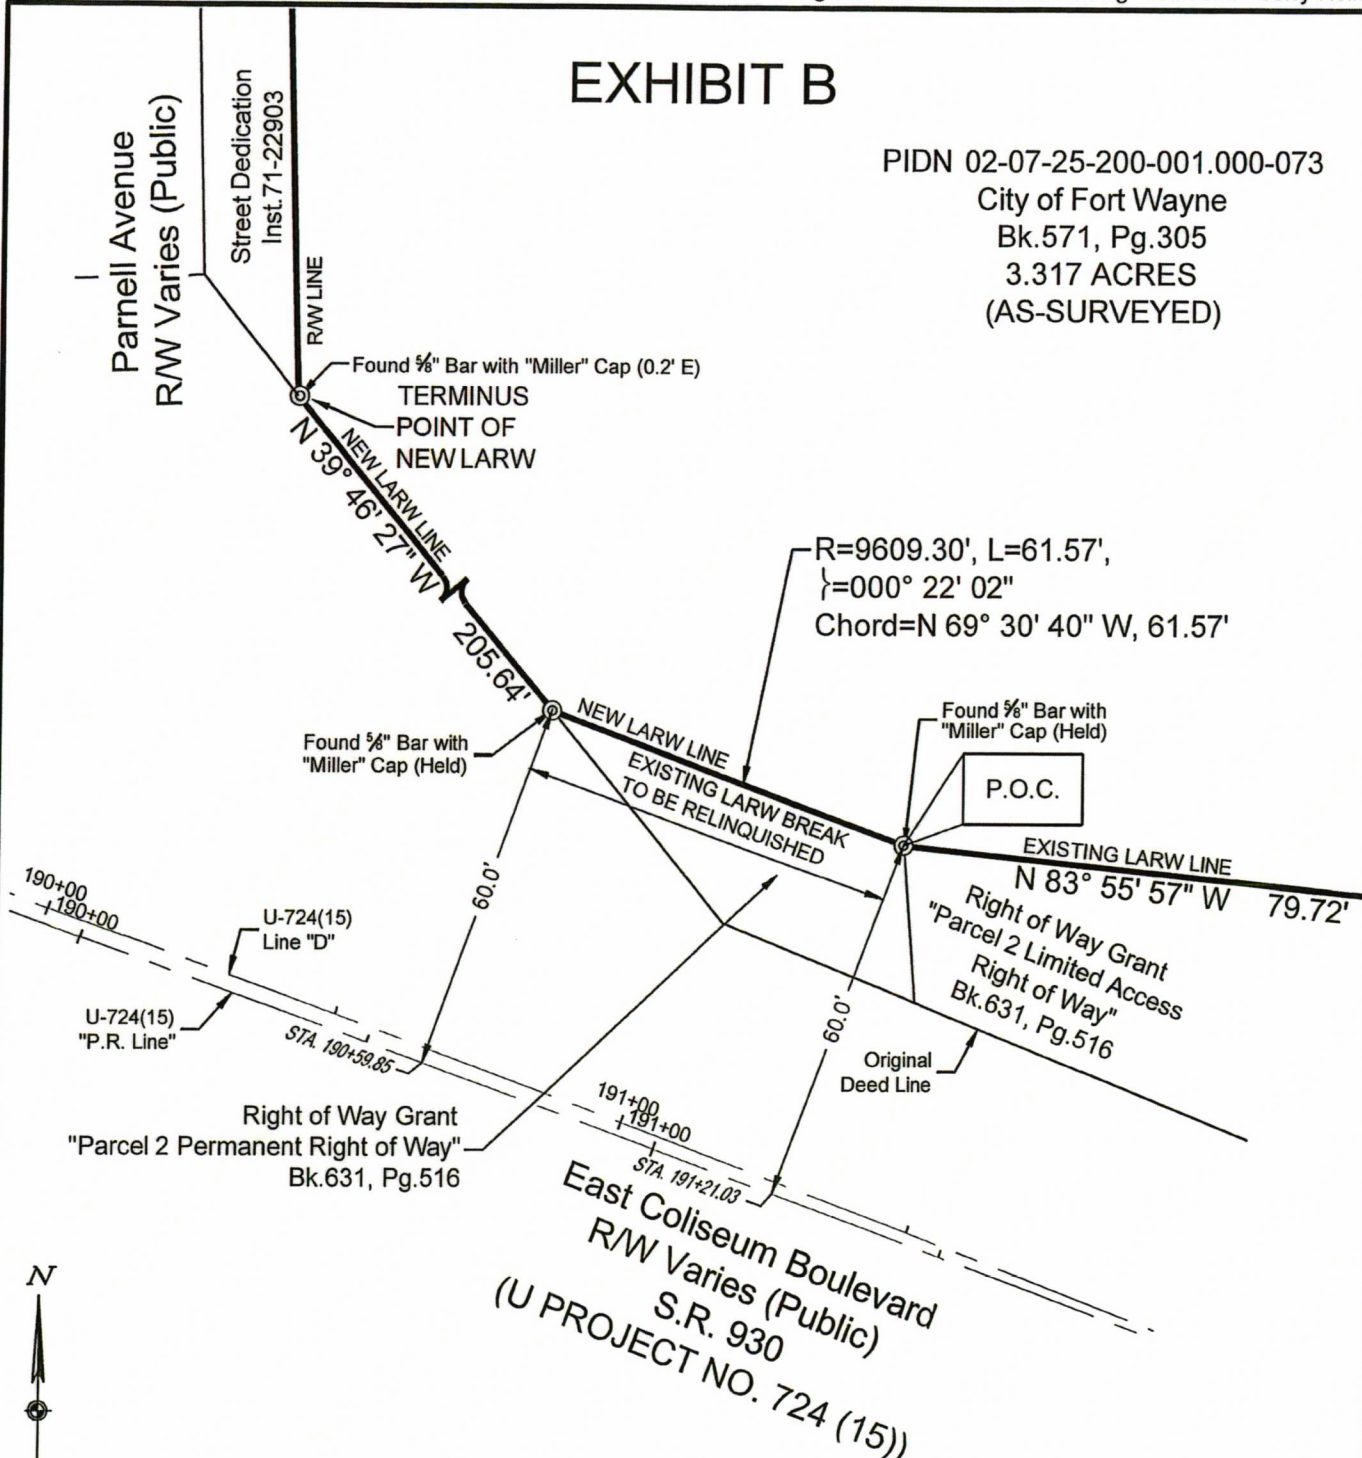 EXHIBIT B
PIDN 02-07-25-200-001.000-073
City of Fort Wayne
Bk.571, Pg.305
3.317 ACRES
(AS-SURVEYED)
Parnell Avenue
R/W Varies (Public)
Street Dedication
Inst.71-22903
R/W LINE
Found ⅝" Bar with "Miller" Cap (0.2' E)
TERMINUS
POINT OF
NEW LARW
NEW LARW LINE
N 39° 46' 27" W
205.64'
R=9609.30', L=61.57',
}=000° 22' 02"
Chord=N 69° 30' 40" W, 61.57'
Found ⅝" Bar with
"Miller" Cap (Held)
NEW LARW LINE
EXISTING LARW BREAK
TO BE RELINQUISHED
Found ⅝" Bar with
"Miller" Cap (Held)
P.O.C.
EXISTING LARW LINE
N 83° 55' 57" W 79.72'
Right of Way Grant
"Parcel 2 Limited Access
Right of Way"
Bk.631, Pg.516
60.0'
60.0'
190+00
190+00
U-724(15)
Line "D"
U-724(15)
"P.R. Line"
STA. 190+59.85
Original
Deed Line
Right of Way Grant
"Parcel 2 Permanent Right of Way"
Bk.631, Pg.516
191+00
191+00
STA. 191+21.03
East Coliseum Boulevard
R/W Varies (Public)
S.R. 930
(U PROJECT NO. 724 (15))
N